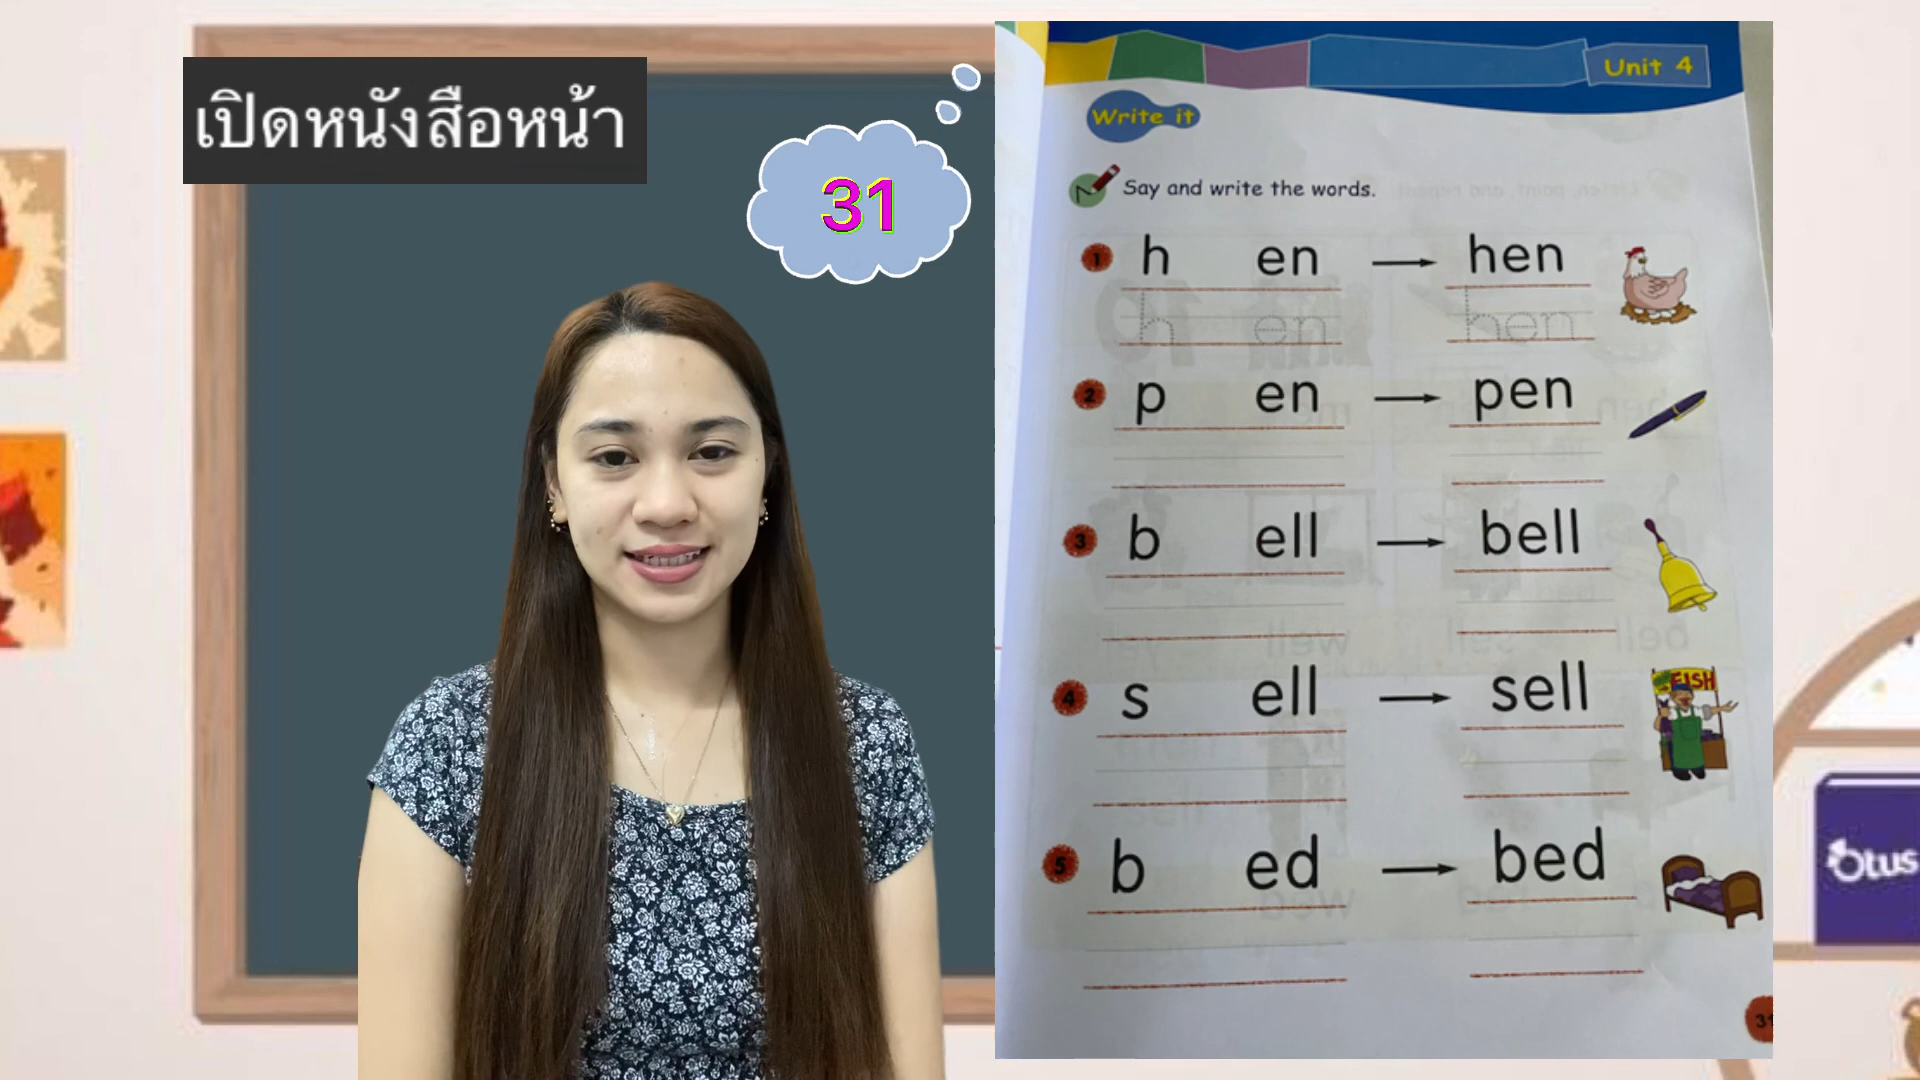 เปิดหนังสือหน้า
31
Unit 4
Write it
Say and write the words.
1 h en → hen
h en hen
2 p en → pen
3 b ell → bell
4 s ell → sell
FISH
5 b ed → bed
31
Otus